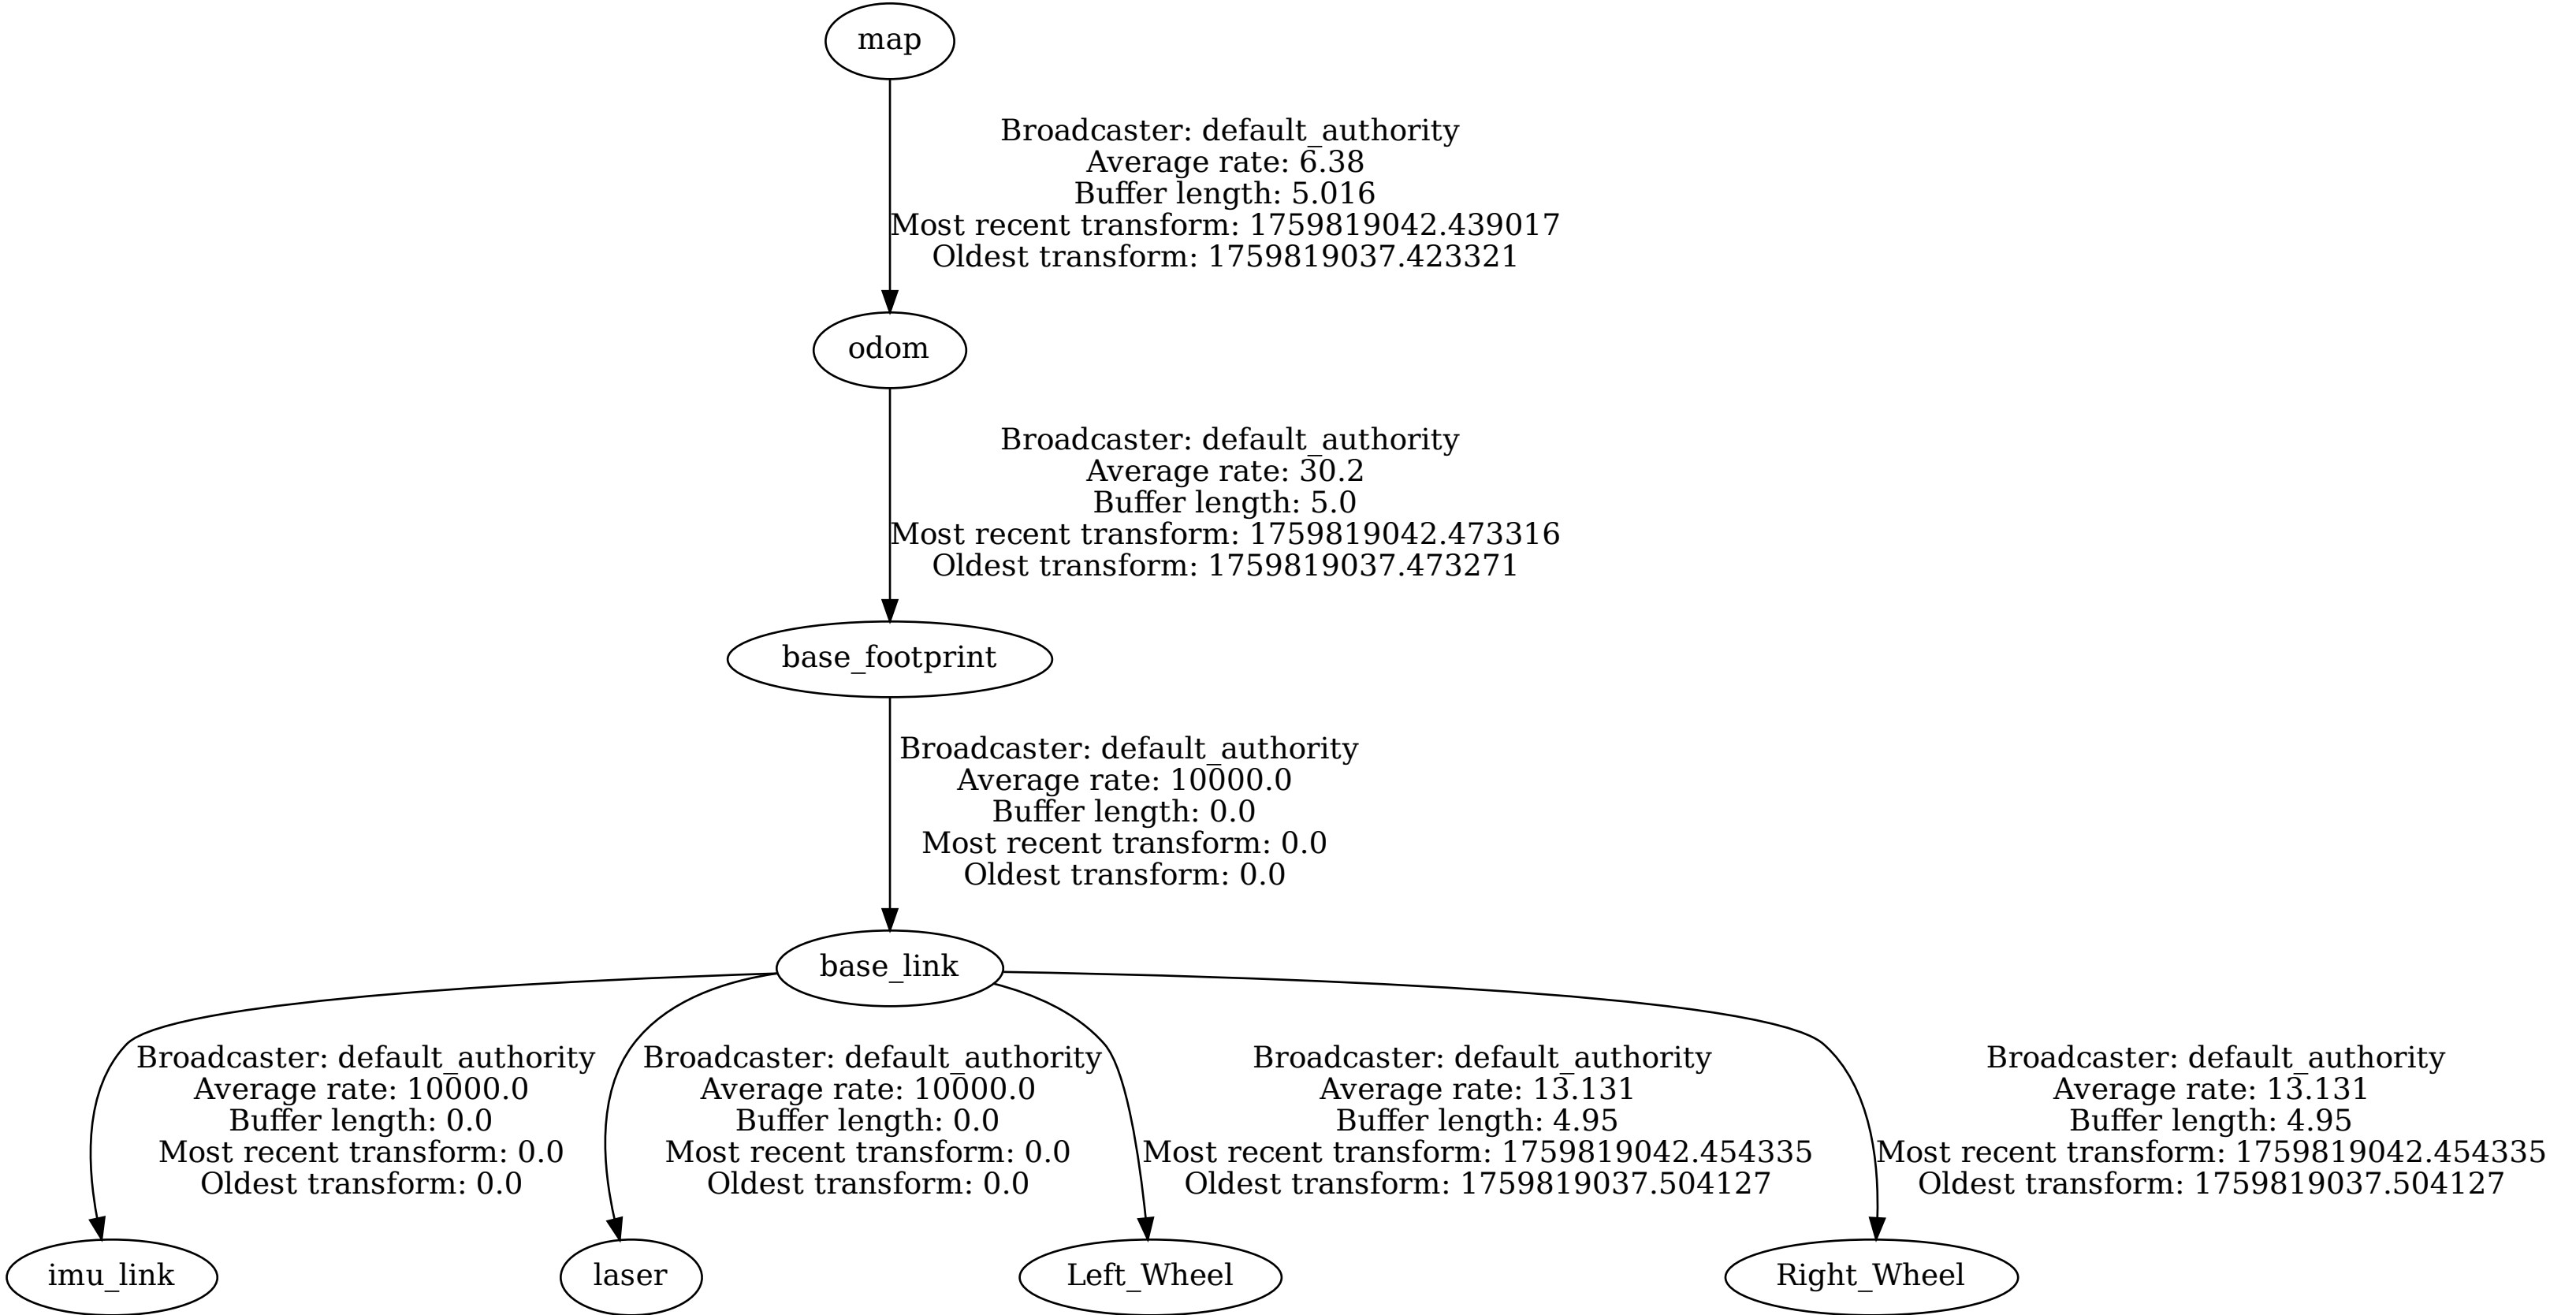 map
Broadcaster: default_authority
Average rate: 6.38
Buffer length: 5.016
Most recent transform: 1759819042.439017
Oldest transform: 1759819037.423321
odom
Broadcaster: default_authority
Average rate: 30.2
Buffer length: 5.0
Most recent transform: 1759819042.473316
Oldest transform: 1759819037.473271
base_footprint
Broadcaster: default_authority
Average rate: 10000.0
Buffer length: 0.0
Most recent transform: 0.0
Oldest transform: 0.0
base_link
Broadcaster: default_authority
Average rate: 10000.0
Buffer length: 0.0
Most recent transform: 0.0
Oldest transform: 0.0
Broadcaster: default_authority
Average rate: 10000.0
Buffer length: 0.0
Most recent transform: 0.0
Oldest transform: 0.0
Broadcaster: default_authority
Average rate: 13.131
Buffer length: 4.95
Most recent transform: 1759819042.454335
Oldest transform: 1759819037.504127
Broadcaster: default_authority
Average rate: 13.131
Buffer length: 4.95
Most recent transform: 1759819042.454335
Oldest transform: 1759819037.504127
imu_link
laser
Left_Wheel
Right_Wheel